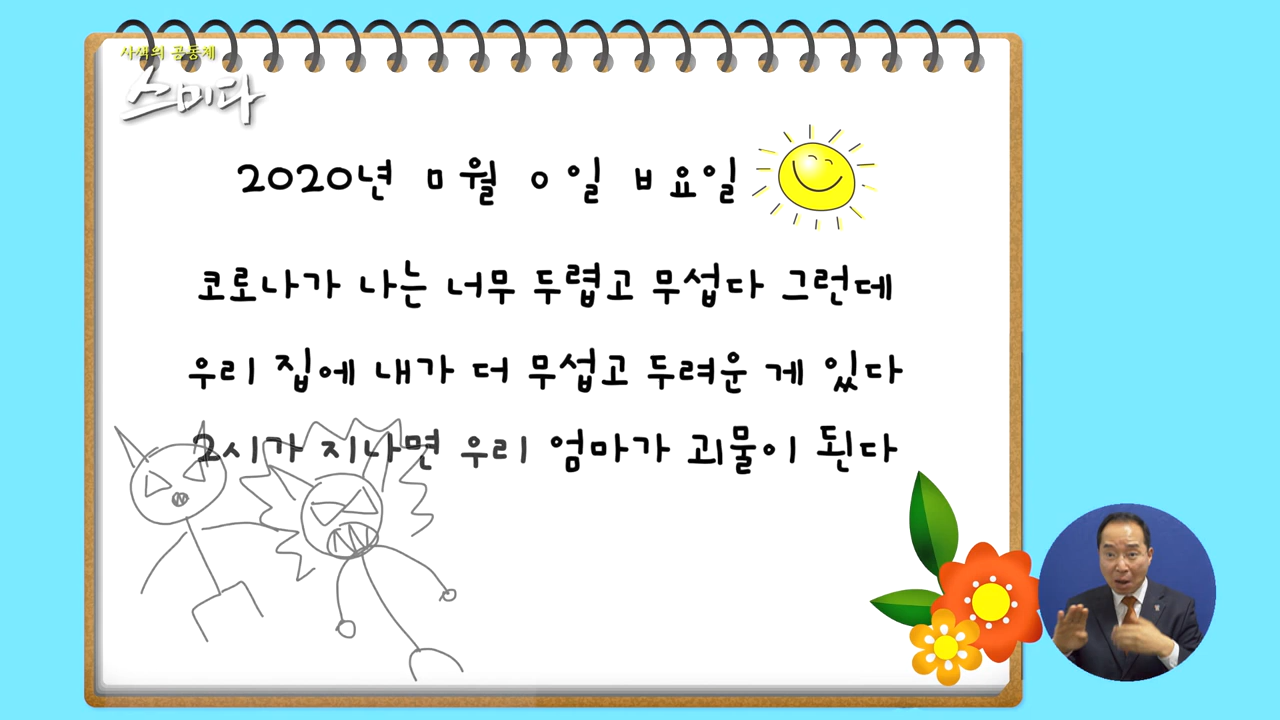 사색의 공동체
스미다
2020년 ㅁ월 ㅇ일 ㅂ요일
코로나가 나는 너무 두렵고 무섭다 그런데
우리 집에 내가 더 무섭고 두려운 게 있다
2시가 지나면 우리 엄마가 괴물이 된다